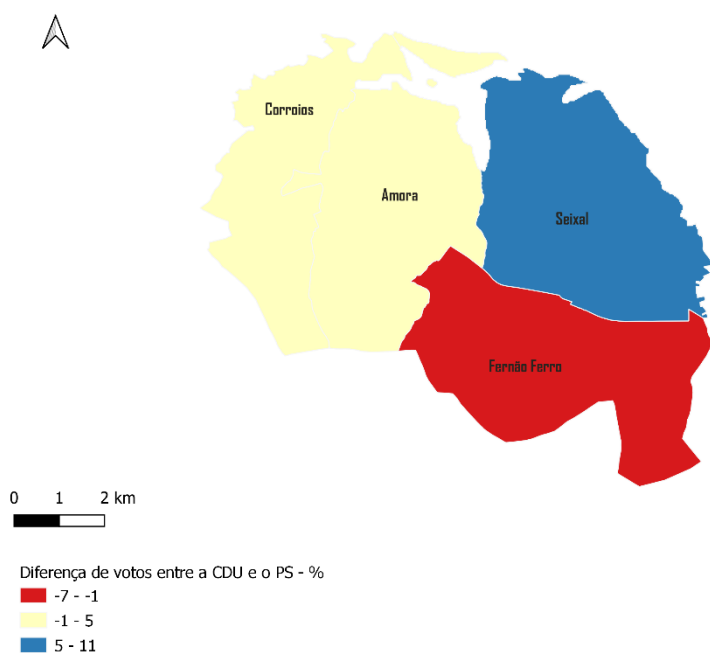 Corroios
Amora
Seixal
Fernão Ferro
0 1 2 km
Diferença de votos entre a CDU e o PS - %
-7 - -1
-1 - 5
5 - 11